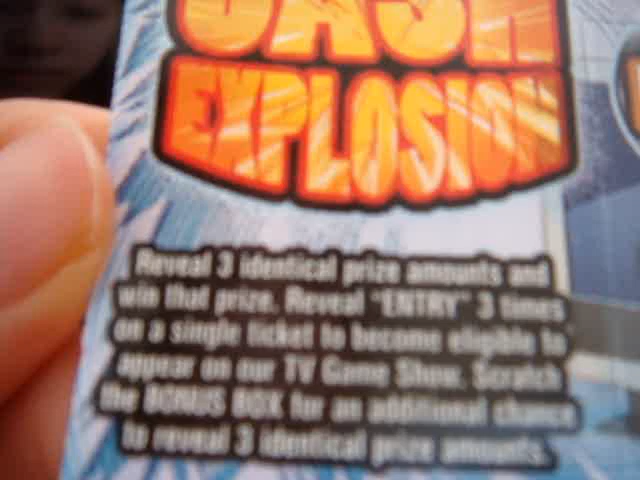 CASH
EXPLOSION
Reveal 3 identical prize amounts and
win that prize. Reveal "ENTRY" 3 times
on a single ticket to become eligible to
appear on our TV Game Show. Scratch
the BONUS BOX for an additional chance
to reveal 3 identical prize amounts.